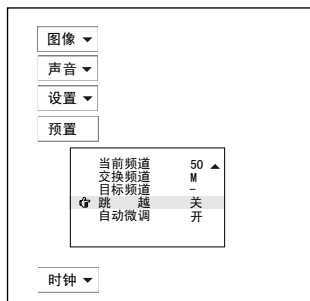 图像
声音
设置
预置
当前频道 50
交换频道 M
目标频道 –
跳 越 关
自动微调 开
时钟